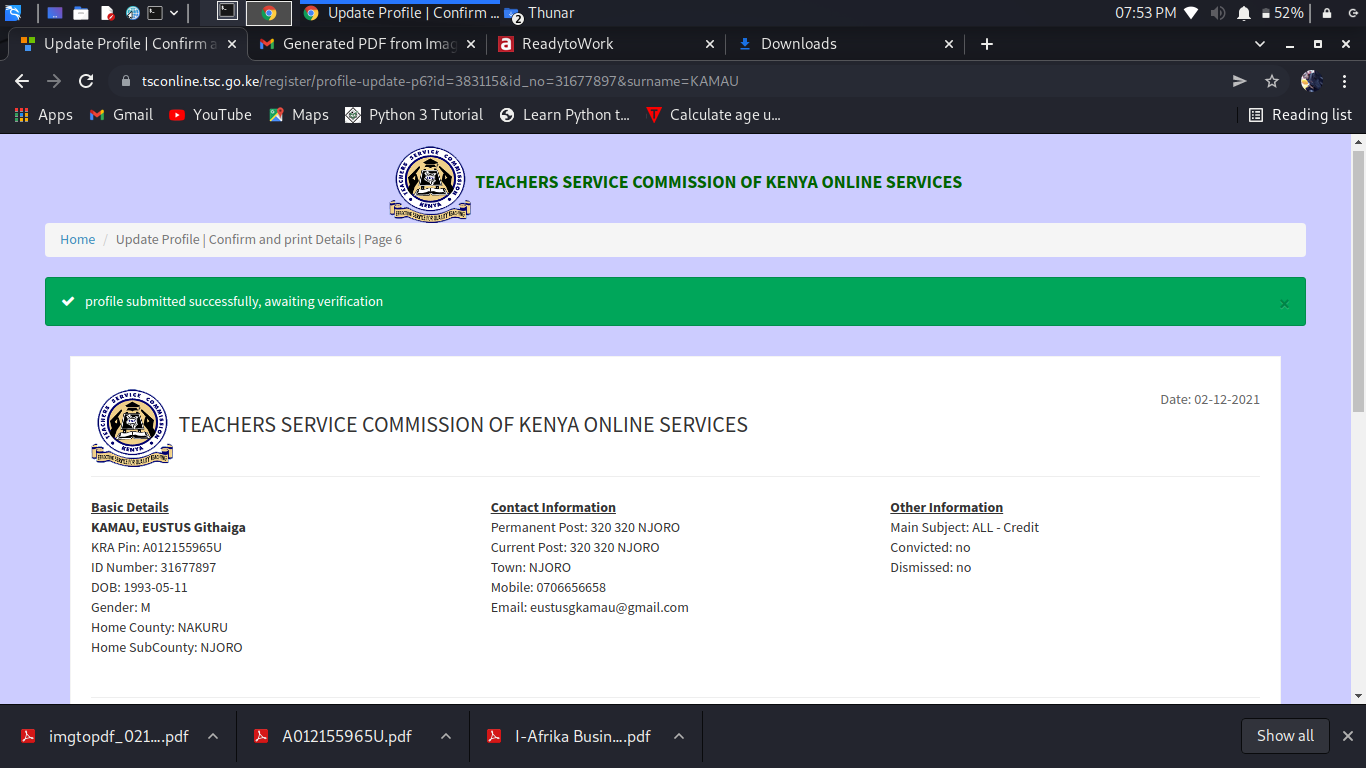 Update Profile | Confirm ...
2
Thunar
07:53 PM
52%
Update Profile | Confirm a
Generated PDF from Imag
ReadytoWork
Downloads
tsconline.tsc.go.ke/register/profile-update-p6?id=383115&id_no=31677897&surname=KAMAU
Apps
Gmail
YouTube
Maps
Python 3 Tutorial
Learn Python t...
Calculate age u...
Reading list
TEACHERS SERVICE COMMISSION
KENYA
TEACHERS SERVICE COMMISSION OF KENYA ONLINE SERVICES
Home / Update Profile | Confirm and print Details | Page 6
profile submitted successfully, awaiting verification
×
Date: 02-12-2021
TEACHERS SERVICE COMMISSION
KENYA
TEACHERS SERVICE COMMISSION OF KENYA ONLINE SERVICES
Basic Details
KAMAU, EUSTUS Githaiga
KRA Pin: A012155965U
ID Number: 31677897
DOB: 1993-05-11
Gender: M
Home County: NAKURU
Home SubCounty: NJORO
Contact Information
Permanent Post: 320 320 NJORO
Current Post: 320 320 NJORO
Town: NJORO
Mobile: 0706656658
Email: eustusgkamau@gmail.com
Other Information
Main Subject: ALL - Credit
Convicted: no
Dismissed: no
imgtopdf_021....pdf
A012155965U.pdf
I-Afrika Busin....pdf
Show all